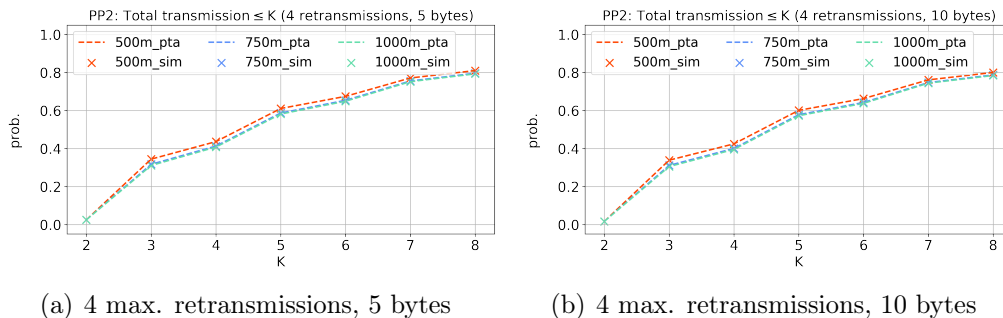 PP2: Total transmission ≤ K (4 retransmissions, 5 bytes)
1.0
0.8
0.6
0.4
0.2
0.0
prob.
500m_pta 750m_pta 1000m_pta
500m_sim 750m_sim 1000m_sim
2 3 4 5 6 7 8
K
(a) 4 max. retransmissions, 5 bytes
PP2: Total transmission ≤ K (4 retransmissions, 10 bytes)
1.0
0.8
0.6
0.4
0.2
0.0
prob.
500m_pta 750m_pta 1000m_pta
500m_sim 750m_sim 1000m_sim
2 3 4 5 6 7 8
K
(b) 4 max. retransmissions, 10 bytes